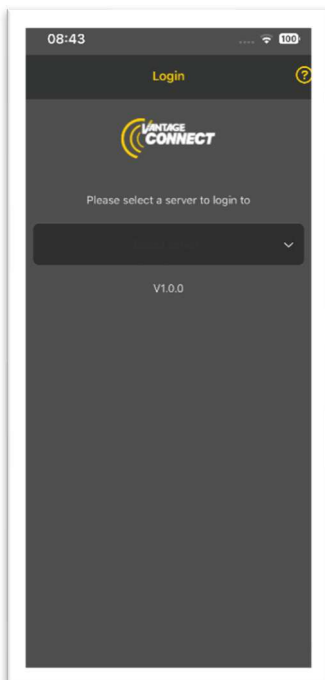 08:43
100
Login
?
VANTAGE
CONNECT
Please select a server to login to
V1.0.0